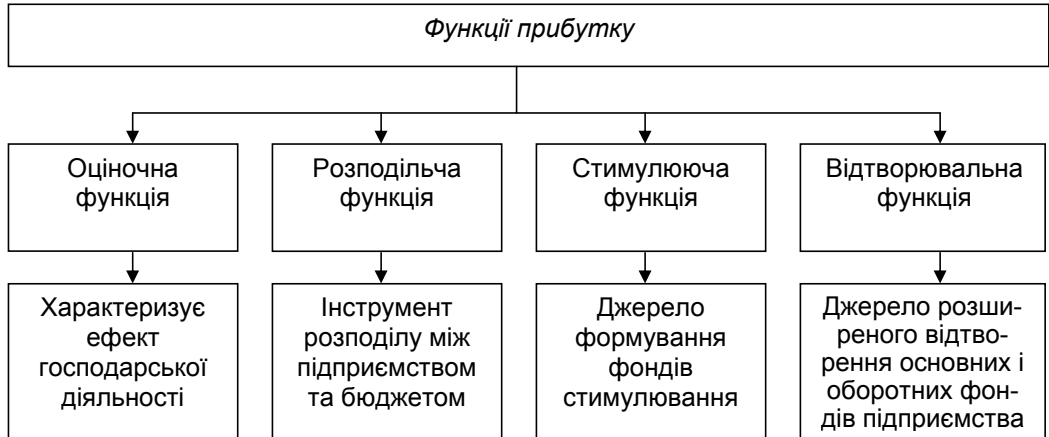 Функції прибутку
Оціночна
функція
Розподільча
функція
Стимулююча
функція
Відтворювальна
функція
Характеризує
ефект
господарської
діяльності
Інструмент
розподілу між
підприємством
та бюджетом
Джерело
формування
фондів
стимулювання
Джерело розши-
реного відтво-
рення основних і
оборотних фон-
дів підприємства